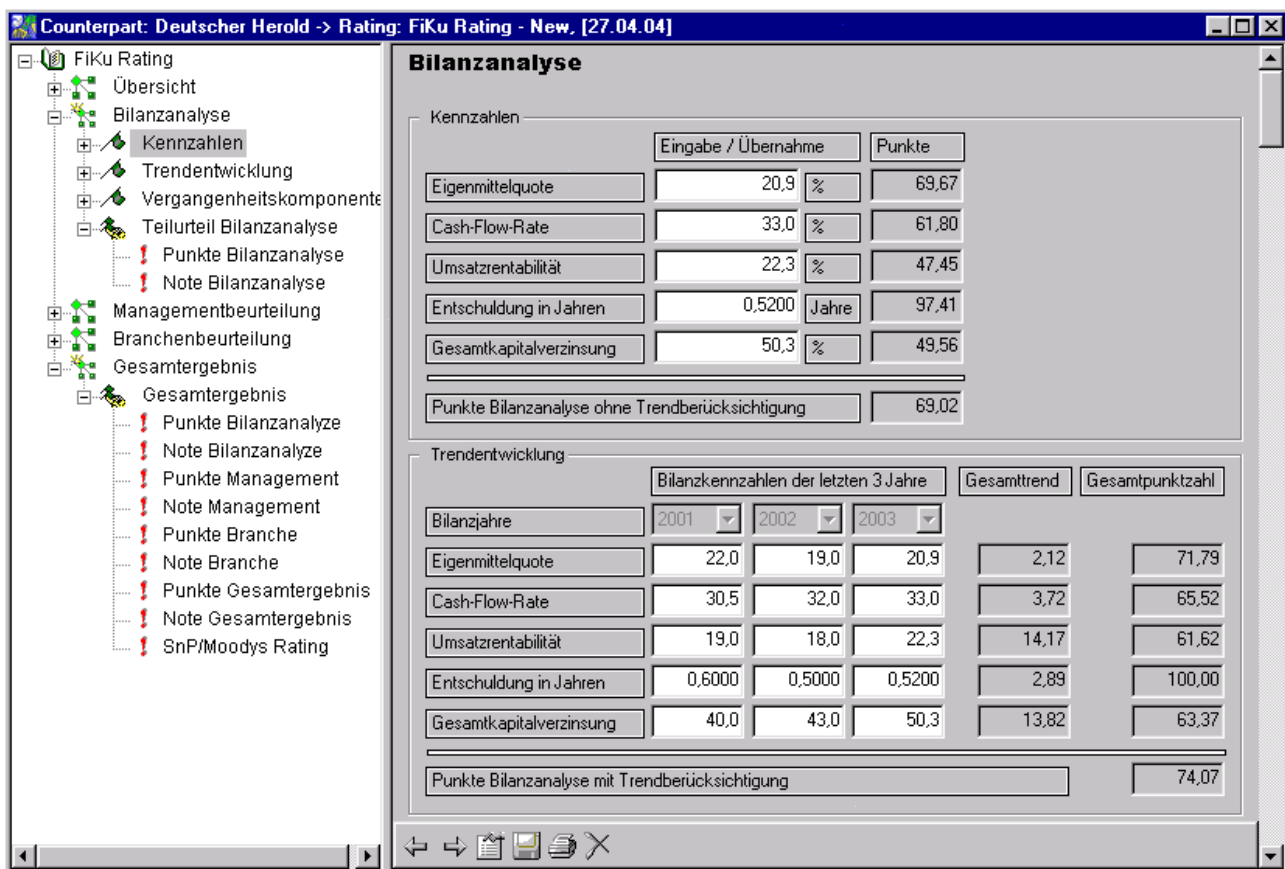 Counterpart: Deutscher Herold -> Rating: FiKu Rating - New, [27.04.04]
FiKu Rating
Übersicht
Bilanzanalyse
Kennzahlen
Trendentwicklung
Vergangenheitskomponente
Teilurteil Bilanzanalyse
Punkte Bilanzanalyse
Note Bilanzanalyse
Managementbeurteilung
Branchenbeurteilung
Gesamtergebnis
Gesamtergebnis
Punkte Bilanzanalyze
Note Bilanzanalyze
Punkte Management
Note Management
Punkte Branche
Note Branche
Punkte Gesamtergebnis
Note Gesamtergebnis
SnP/Moodys Rating
Bilanzanalyse
Kennzahlen
Eingabe / Übernahme Punkte
Eigenmittelquote 20,9 % 69,67
Cash-Flow-Rate 33,0 % 61,80
Umsatzrentabilität 22,3 % 47,45
Entschuldung in Jahren 0,5200 Jahre 97,41
Gesamtkapitalverzinsung 50,3 % 49,56
Punkte Bilanzanalyse ohne Trendberücksichtigung 69,02
Trendentwicklung
Bilanzkennzahlen der letzten 3 Jahre Gesamttrend Gesamtpunktzahl
Bilanzjahre 2001 2002 2003
Eigenmittelquote 22,0 19,0 20,9 2,12 71,79
Cash-Flow-Rate 30,5 32,0 33,0 3,72 65,52
Umsatzrentabilität 19,0 18,0 22,3 14,17 61,62
Entschuldung in Jahren 0,6000 0,5000 0,5200 2,89 100,00
Gesamtkapitalverzinsung 40,0 43,0 50,3 13,82 63,37
Punkte Bilanzanalyse mit Trendberücksichtigung 74,07